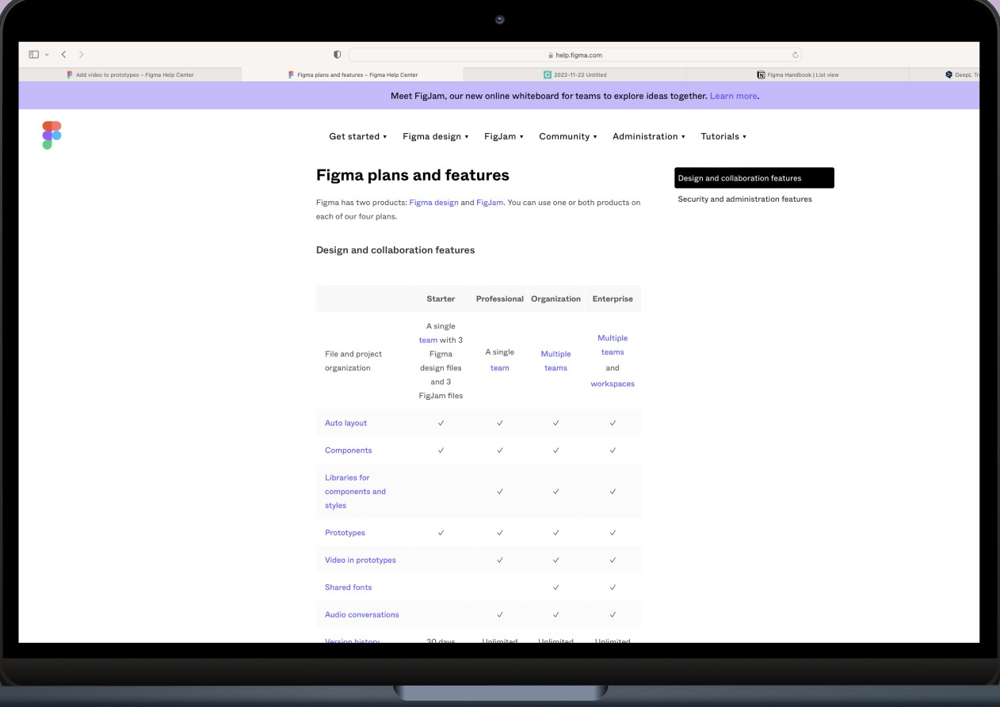 help.figma.com
Add video to prototypes – Figma Help Center
Figma plans and features – Figma Help Center
2022-11-22 Untitled
Figma Handbook | List view
DeepL
Meet FigJam, our new online whiteboard for teams to explore ideas together. Learn more.
Get started ▾ Figma design ▾ FigJam ▾ Community ▾ Administration ▾ Tutorials ▾
Figma plans and features
Figma has two products: Figma design and FigJam. You can use one or both products on
each of our four plans.
Design and collaboration features
Security and administration features
Design and collaboration features
Starter Professional Organization Enterprise
File and project
organization
A single
team with 3
Figma
design files
and 3
FigJam files
A single
team
Multiple
teams
Multiple
teams
and
workspaces
Auto layout ✓ ✓ ✓ ✓
Components ✓ ✓ ✓ ✓
Libraries for
components and
styles
✓ ✓ ✓
Prototypes ✓ ✓ ✓ ✓
Video in prototypes ✓ ✓ ✓
Shared fonts ✓ ✓
Audio conversations ✓ ✓ ✓
Version history 30 days Unlimited Unlimited Unlimited